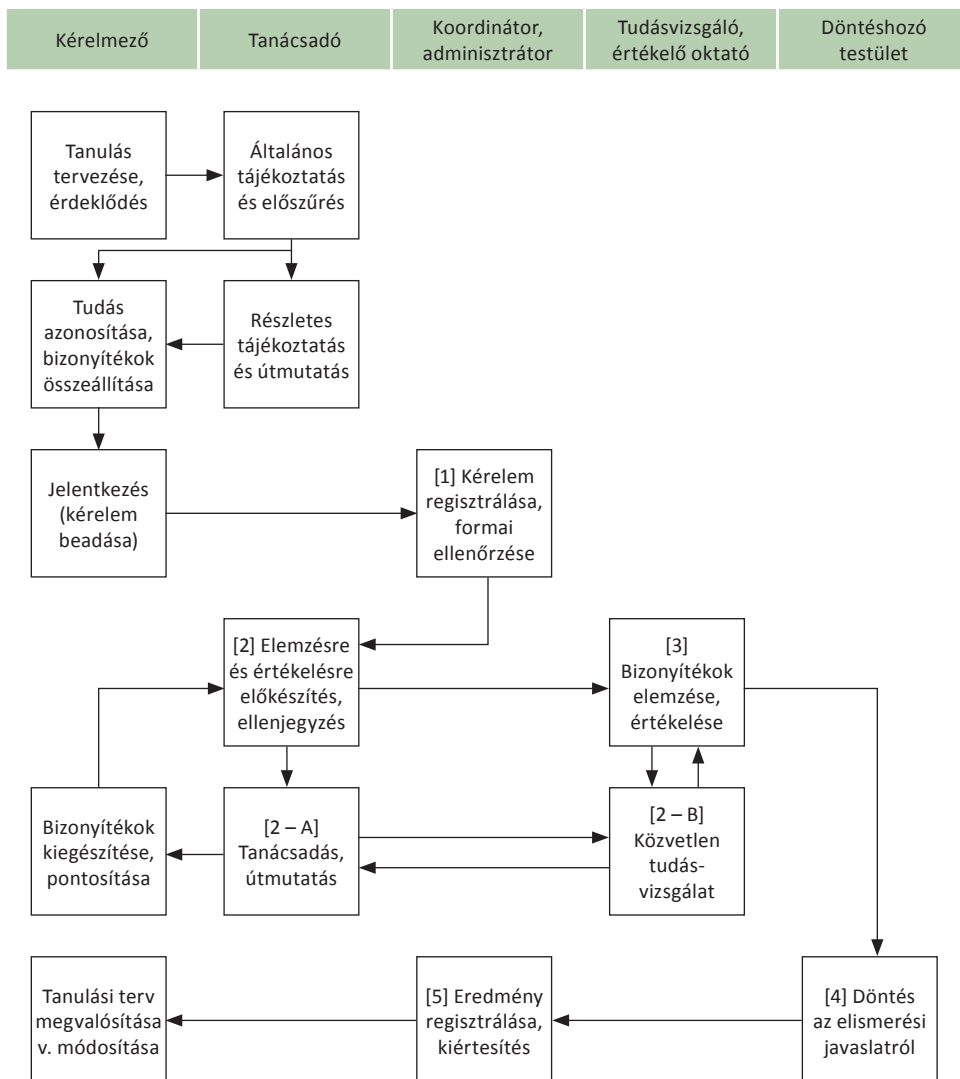 Kérelmező
Tanácsadó
Koordinátor,
adminisztrátor
Tudásvizsgáló,
értékelő oktató
Döntéshozó
testület
Tanulás
tervezése,
érdeklődés
Általános
tájékoztatás
és előszűrés
Tudás
azonosítása,
bizonyítékok
összeállítása
Részletes
tájékoztatás
és útmutatás
Jelentkezés
(kérelem
beadása)
[1] Kérelem
regisztrálása,
formai
ellenőrzése
[2] Elemzésre
és értékelésre
előkészítés,
ellenjegyzés
[3]
Bizonyítékok
elemzése,
értékelése
Bizonyítékok
kiegészítése,
pontosítása
[2 – A]
Tanácsadás,
útmutatás
[2 – B]
Közvetlen
tudás-
vizsgálat
Tanulási terv
megvalósítása
v. módosítása
[5] Eredmény
regisztrálása,
kiértesítés
[4] Döntés
az elismerési
javaslatról